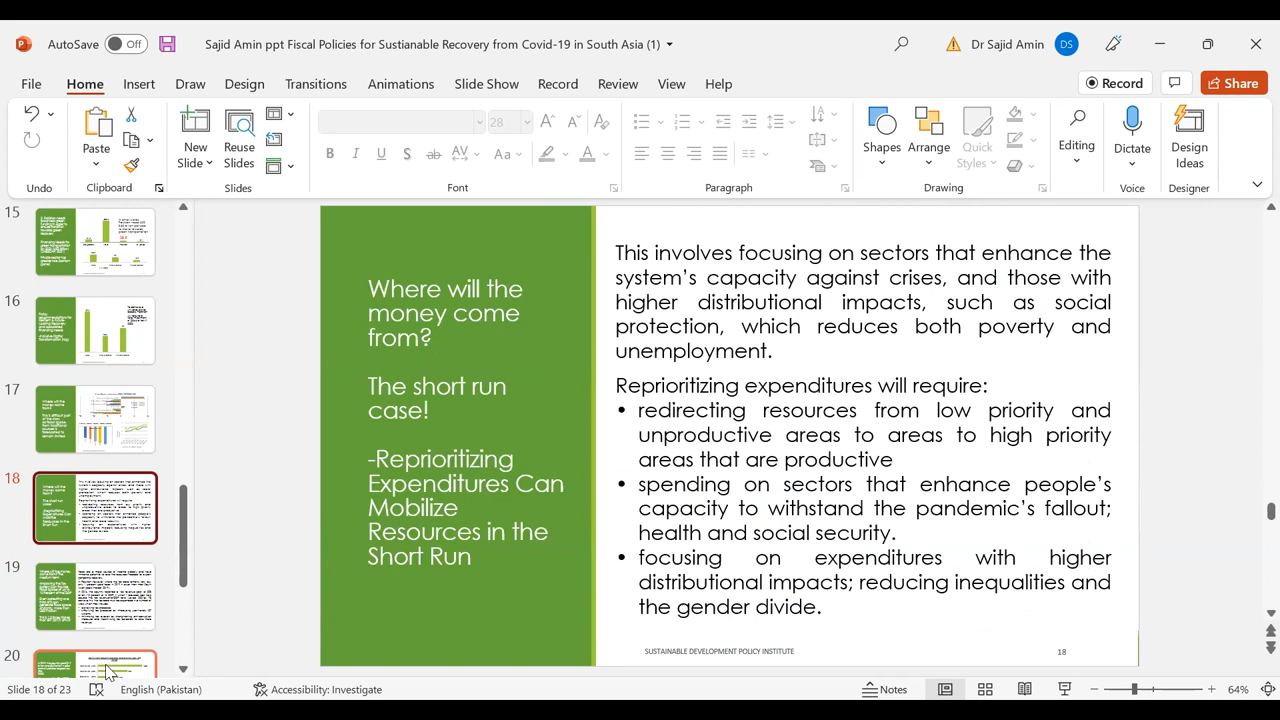 AutoSave Off Sajid Amin ppt Fiscal Policies for Sustianable Recovery from Covid-19 in South Asia (1) Dr Sajid Amin DS
File Home Insert Draw Design Transitions Animations Slide Show Record Review View Help Record Share
28
Paste New Slide Reuse Slides Shapes Arrange Quick Styles Editing Dictate Design Ideas
Undo Clipboard Slides Font Paragraph Drawing Voice Designer
15
16
17
18
19
20
Where will the
money come
from?
The short run
case!
-Reprioritizing
Expenditures Can
Mobilize
Resources in the
Short Run
This involves focusing on sectors that enhance the
system's capacity against crises, and those with
higher distributional impacts, such as social
protection, which reduces both poverty and
unemployment.
Reprioritizing expenditures will require:
• redirecting resources from low priority and
unproductive areas to areas to high priority
areas that are productive
• spending on sectors that enhance people's
capacity to withstand the pandemic's fallout;
health and social security.
• focusing on expenditures with higher
distributional impacts; reducing inequalities and
the gender divide.
SUSTAINABLE DEVELOPMENT POLICY INSTITUTE 18
Slide 18 of 23 English (Pakistan) Accessibility: Investigate Notes 64%